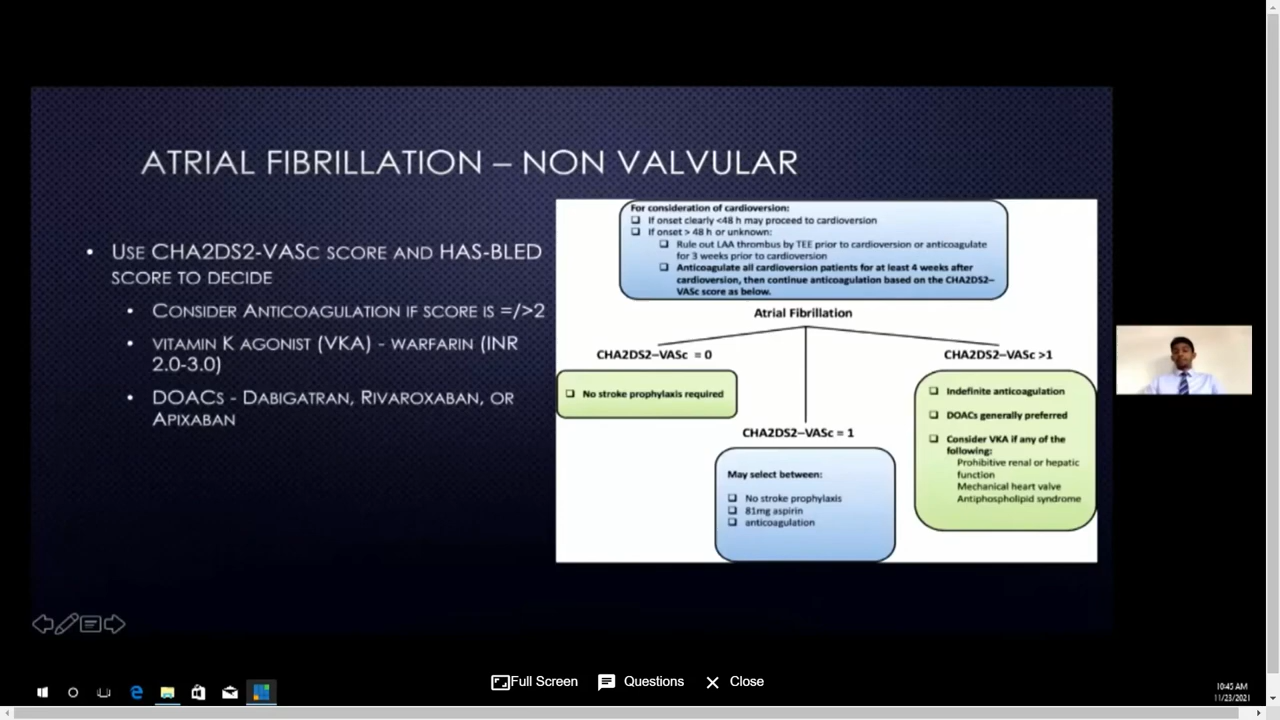 ATRIAL FIBRILLATION – NON VALVULAR
• USE CHA2DS2-VASC SCORE AND HAS-BLED
SCORE TO DECIDE
• CONSIDER ANTICOAGULATION IF SCORE IS =/>2
• VITAMIN K AGONIST (VKA) - WARFARIN (INR
2.0-3.0)
• DOACS - DABIGATRAN, RIVAROXABAN, OR
APIXABAN
For consideration of cardioversion:
❑ If onset clearly <48 h may proceed to cardioversion
❑ If onset > 48 h or unknown:
❑ Rule out LAA thrombus by TEE prior to cardioversion or anticoagulate
for 3 weeks prior to cardioversion
❑ Anticoagulate all cardioversion patients for at least 4 weeks after
cardioversion, then continue anticoagulation based on the CHA2DS2–
VASc score as below.
Atrial Fibrillation
CHA2DS2–VASc = 0
❑ No stroke prophylaxis required
CHA2DS2–VASc = 1
May select between:
❑ No stroke prophylaxis
❑ 81mg aspirin
❑ anticoagulation
CHA2DS2–VASc >1
❑ Indefinite anticoagulation
❑ DOACs generally preferred
❑ Consider VKA if any of the
following:
Prohibitive renal or hepatic
function
Mechanical heart valve
Antiphospholipid syndrome
Full Screen
Questions
Close
10:45 AM
11/23/2021